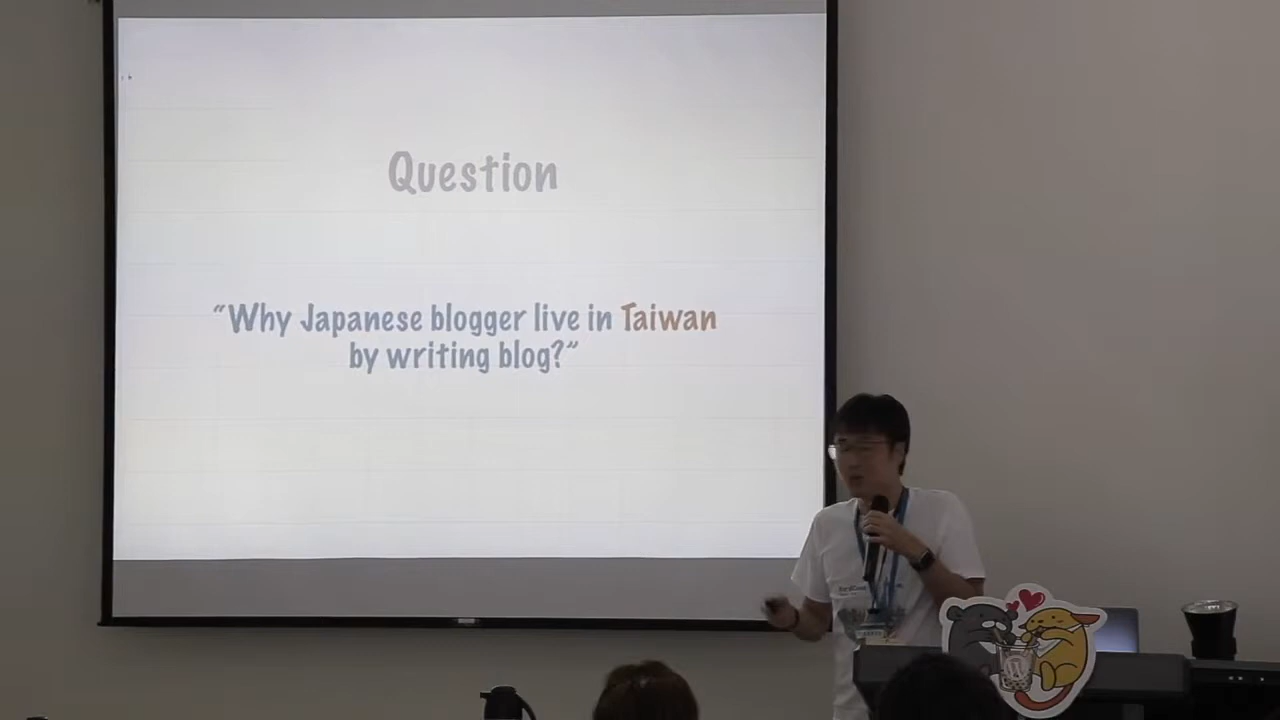 Question
“Why Japanese blogger live in Taiwan
by writing blog?”